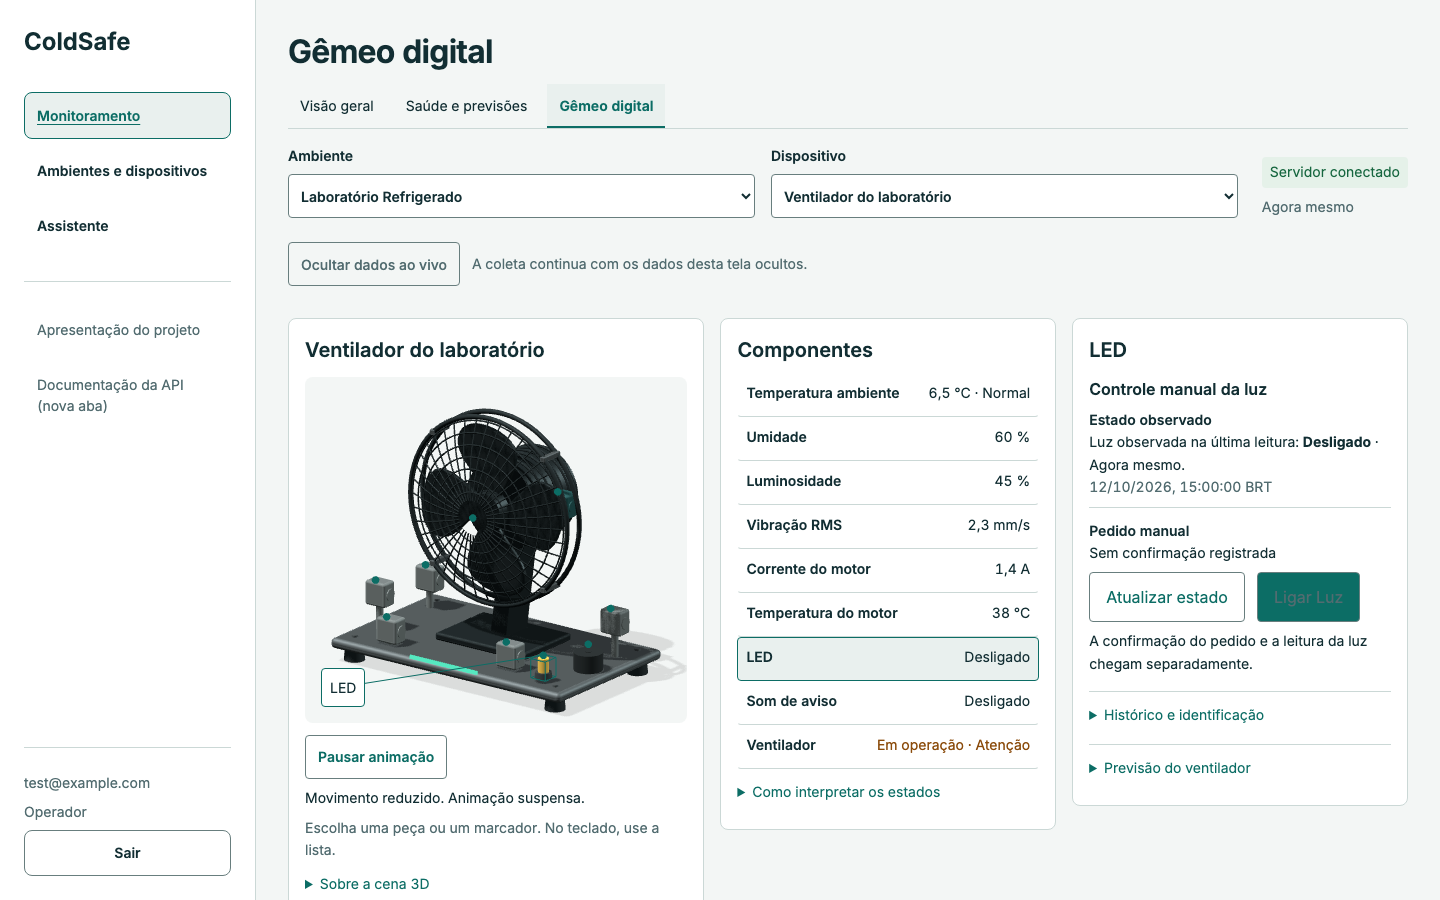 ColdSafe
Monitoramento
Ambientes e dispositivos
Assistente
Apresentação do projeto
Documentação da API
(nova aba)
test@example.com
Operador
Sair
Gêmeo digital
Visão geral
Saúde e previsões
Gêmeo digital
Ambiente
Laboratório Refrigerado
Dispositivo
Ventilador do laboratório
Servidor conectado
Agora mesmo
Ocultar dados ao vivo
A coleta continua com os dados desta tela ocultos.
Ventilador do laboratório
LED
Pausar animação
Movimento reduzido. Animação suspensa.
Escolha uma peça ou um marcador. No teclado, use a
lista.
Sobre a cena 3D
Componentes
Temperatura ambiente 6,5 °C · Normal
Umidade 60 %
Luminosidade 45 %
Vibração RMS 2,3 mm/s
Corrente do motor 1,4 A
Temperatura do motor 38 °C
LED Desligado
Som de aviso Desligado
Ventilador Em operação · Atenção
Como interpretar os estados
LED
Controle manual da luz
Estado observado
Luz observada na última leitura: Desligado ·
Agora mesmo.
12/10/2026, 15:00:00 BRT
Pedido manual
Sem confirmação registrada
Atualizar estado
Ligar Luz
A confirmação do pedido e a leitura da luz
chegam separadamente.
Histórico e identificação
Previsão do ventilador